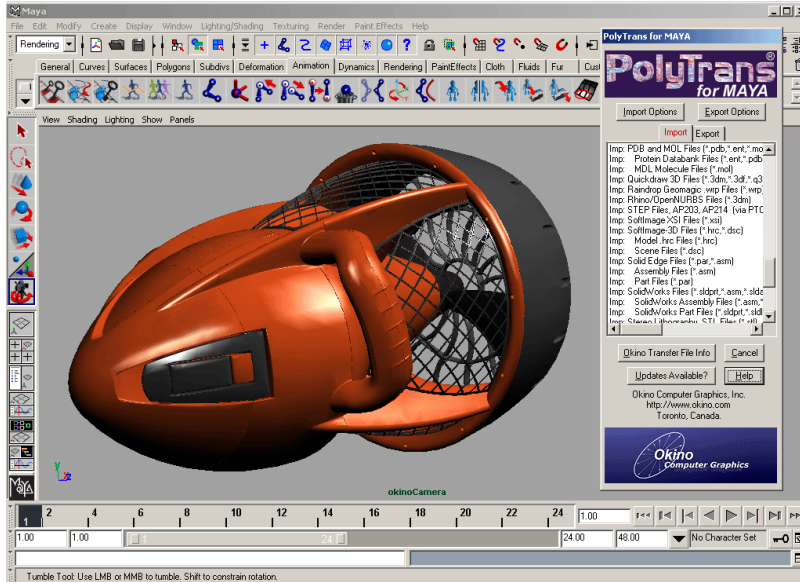 Maya
File Edit Modify Create Display Window Lighting/Shading Texturing Render Paint Effects Help
Rendering
General Curves Surfaces Polygons Subdivs Deformation Animation Dynamics Rendering PaintEffects Cloth Fluids Fur Cust
View Shading Lighting Show Panels
PolyTrans for MAYA
PolyTrans®
for MAYA
Import Options Export Options
Import Export
Imp: PDB and MOL Files (*.pdb,*.ent,*.mo
Imp: Protein Databank Files (*.ent,*.pdb
Imp: MDL Molecule Files (*.mol)
Imp: Quickdraw 3D Files (*.3dm,*.3df,*.q3
Imp: Raindrop Geomagic .wrp Files (*.wrp)
Imp: Rhino/OpenNURBS Files (*.3dm)
Imp: STEP Files, AP203, AP214 (via PTC
Imp: SoftImage XSI Files (*.xsi)
Imp: SoftImage-3D Files (*.hrc,*.dsc)
Imp: Model .hrc Files (*.hrc)
Imp: Scene Files (*.dsc)
Imp: Solid Edge Files (*.par,*.asm)
Imp: Assembly Files (*.asm)
Imp: Part Files (*.par)
Imp: SolidWorks Files (*.sldprt,*.asm,*.slda
Imp: SolidWorks Assembly Files (*.asm,*
Imp: SolidWorks Part Files (*.sldprt,*.sldl
Imp: Stereo Lithography, STL Files (*.stl)
Okino Transfer File Info Cancel
Updates Available? Help
Okino Computer Graphics, Inc.
http://www.okino.com
Toronto, Canada.
Okino
Computer Graphics
y
okinoCamera
MAYA
1 2 4 6 8 10 12 14 16 18 20 22 24 1.00
1.00 1.00 1 24 24.00 48.00 No Character Set
Tumble Tool: Use LMB or MMB to tumble. Shift to constrain rotation.